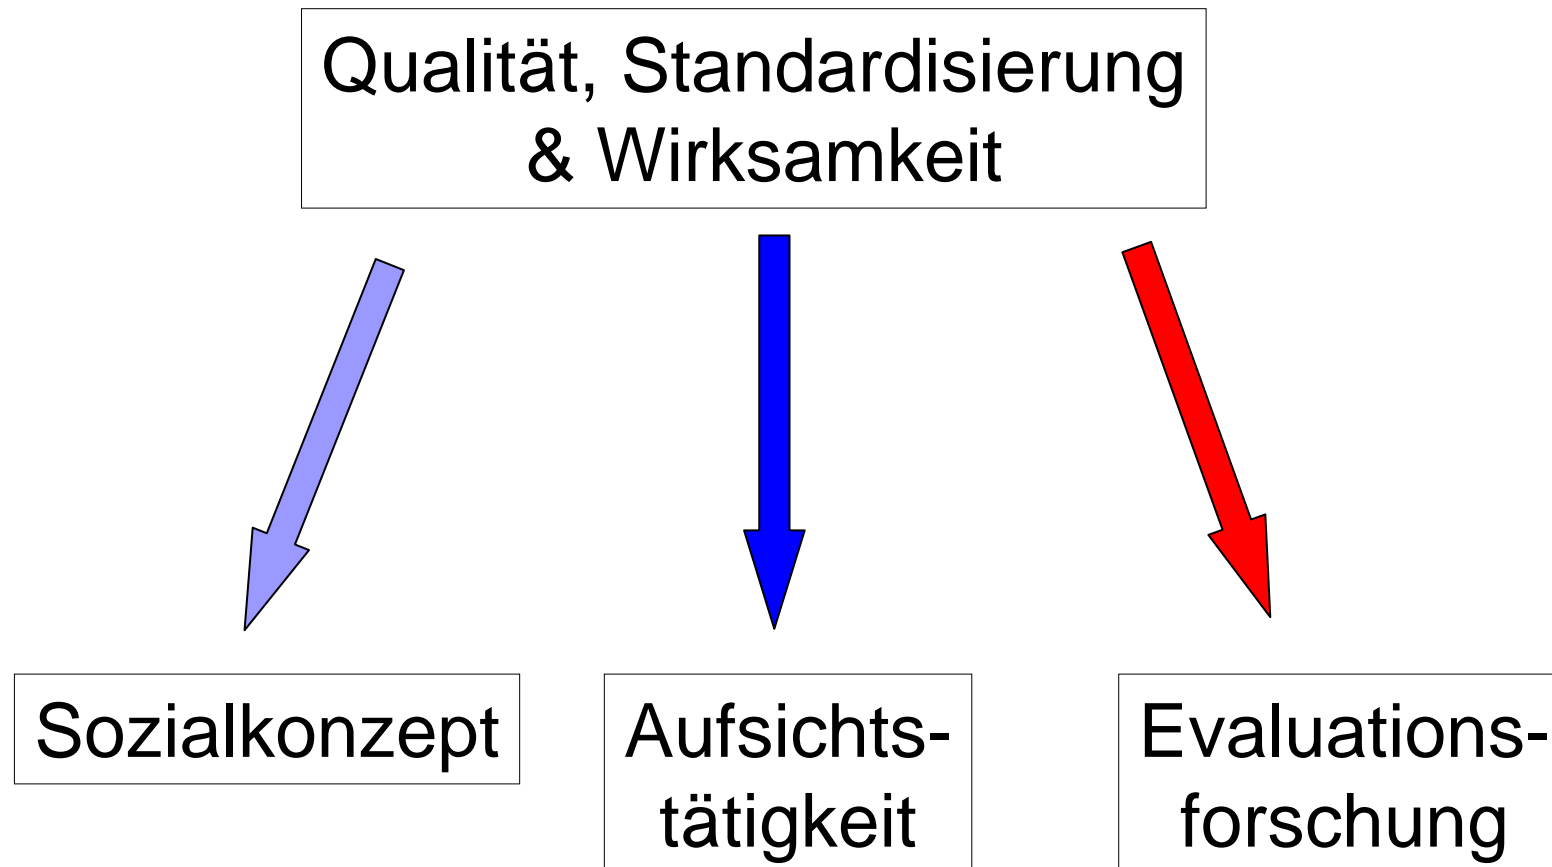 Qualität, Standardisierung
& Wirksamkeit
Sozialkonzept
Aufsichts-
tätigkeit
Evaluations-
forschung